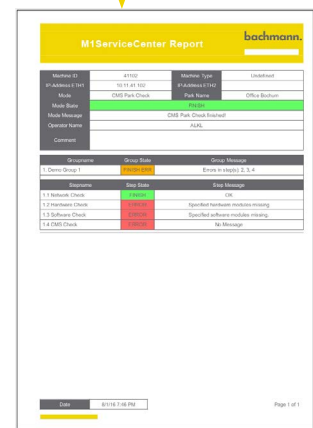 M1ServiceCenter Report
bachmann.
Machine ID 41102 Machine Type Undefined
IP-Address ETH1 10.11.41.102 IP-Address ETH2
Mode CMS Park Check Park Name Office Bochum
Mode State FINISH
Mode Message CMS Park Check finished!
Operator Name ALKL
Comment
Groupname Group State Group Message
1. Demo Group 1 FINISH ERR Errors in step(s): 2, 3, 4
Stepname Step State Step Message
1.1 Network Check FINISH OK
1.2 Hardware Check ERROR Specified hardware modules missing
1.3 Software Check ERROR Specified software modules missing
1.4 CMS Check ERROR No Message
Date 8/1/16 7:46 PM Page 1 of 1